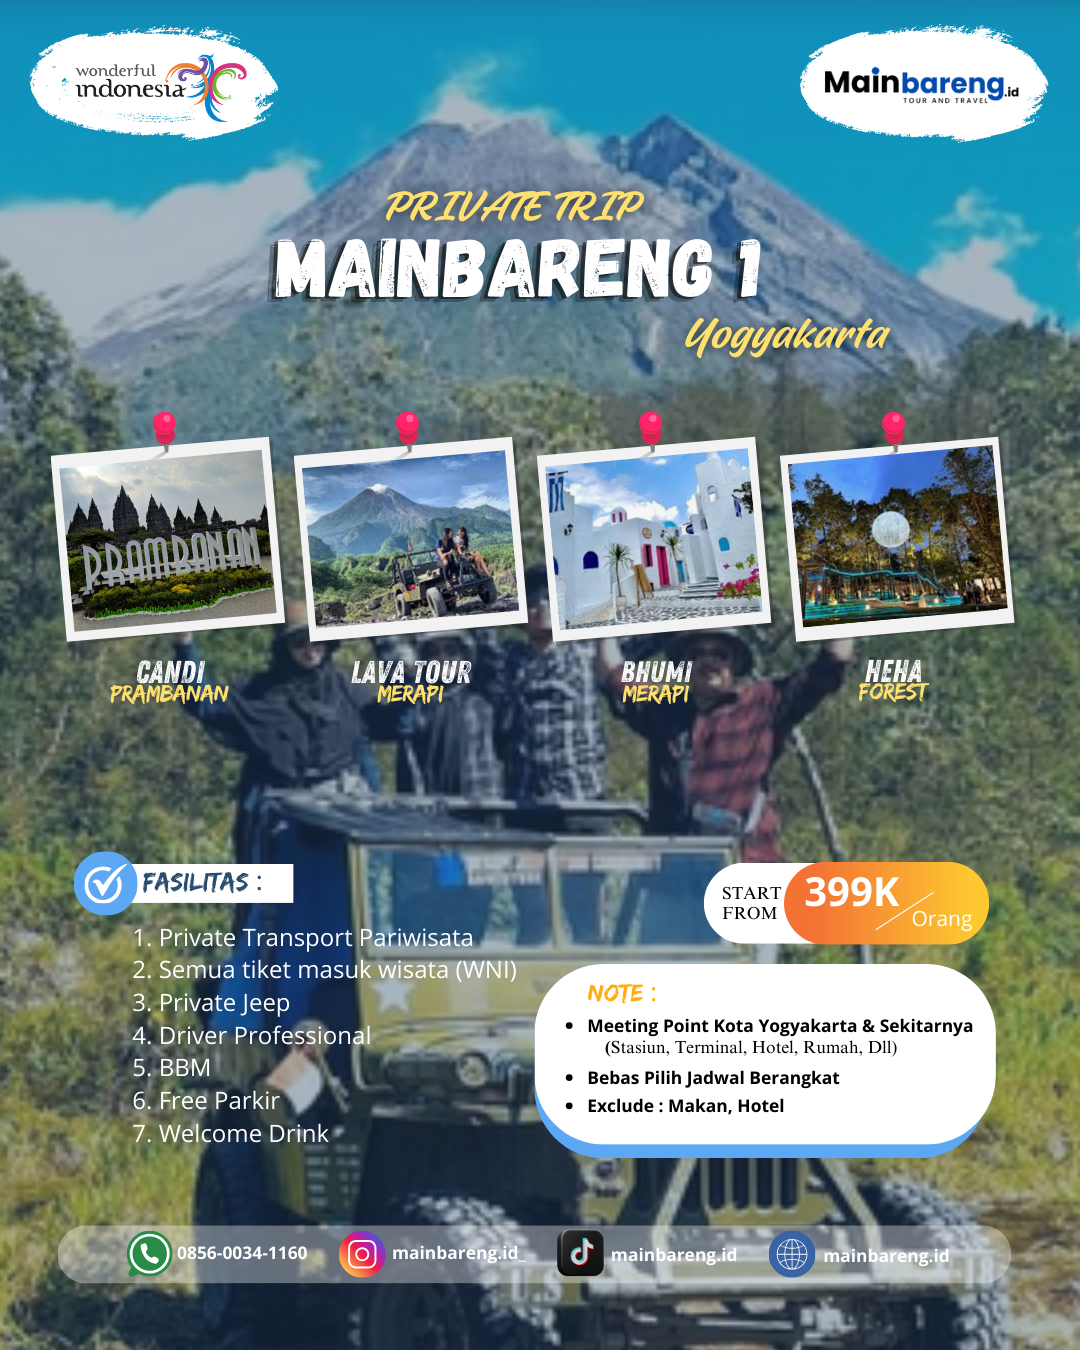 wonderful
indonesia
Mainbareng.id
TOUR AND TRAVEL
PRIVATE TRIP
MAINBARENG 1
Yogyakarta
PRAMBANAN
CANDI
PRAMBANAN
LAVA TOUR
MERAPI
BHUMI
MERAPI
HEHA
FOREST
FASILITAS :
1. Private Transport Pariwisata
2. Semua tiket masuk wisata (WNI)
3. Private Jeep
4. Driver Professional
5. BBM
6. Free Parkir
7. Welcome Drink
START
FROM
399K
Orang
NOTE :
• Meeting Point Kota Yogyakarta & Sekitarnya
(Stasiun, Terminal, Hotel, Rumah, Dll)
• Bebas Pilih Jadwal Berangkat
• Exclude : Makan, Hotel
0856-0034-1160
mainbareng.id_
mainbareng.id
mainbareng.id